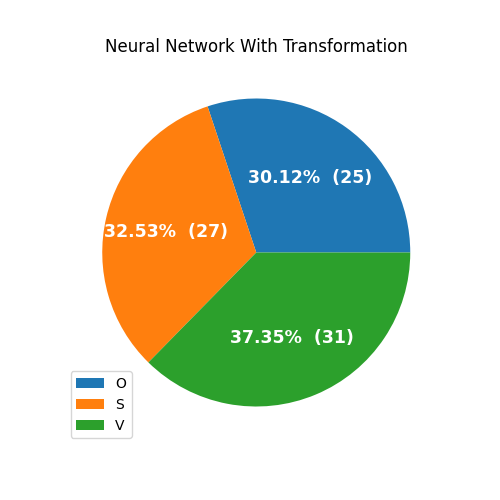 Neural Network With Transformation
30.12%  (25)
32.53%  (27)
37.35%  (31)
O
S
V